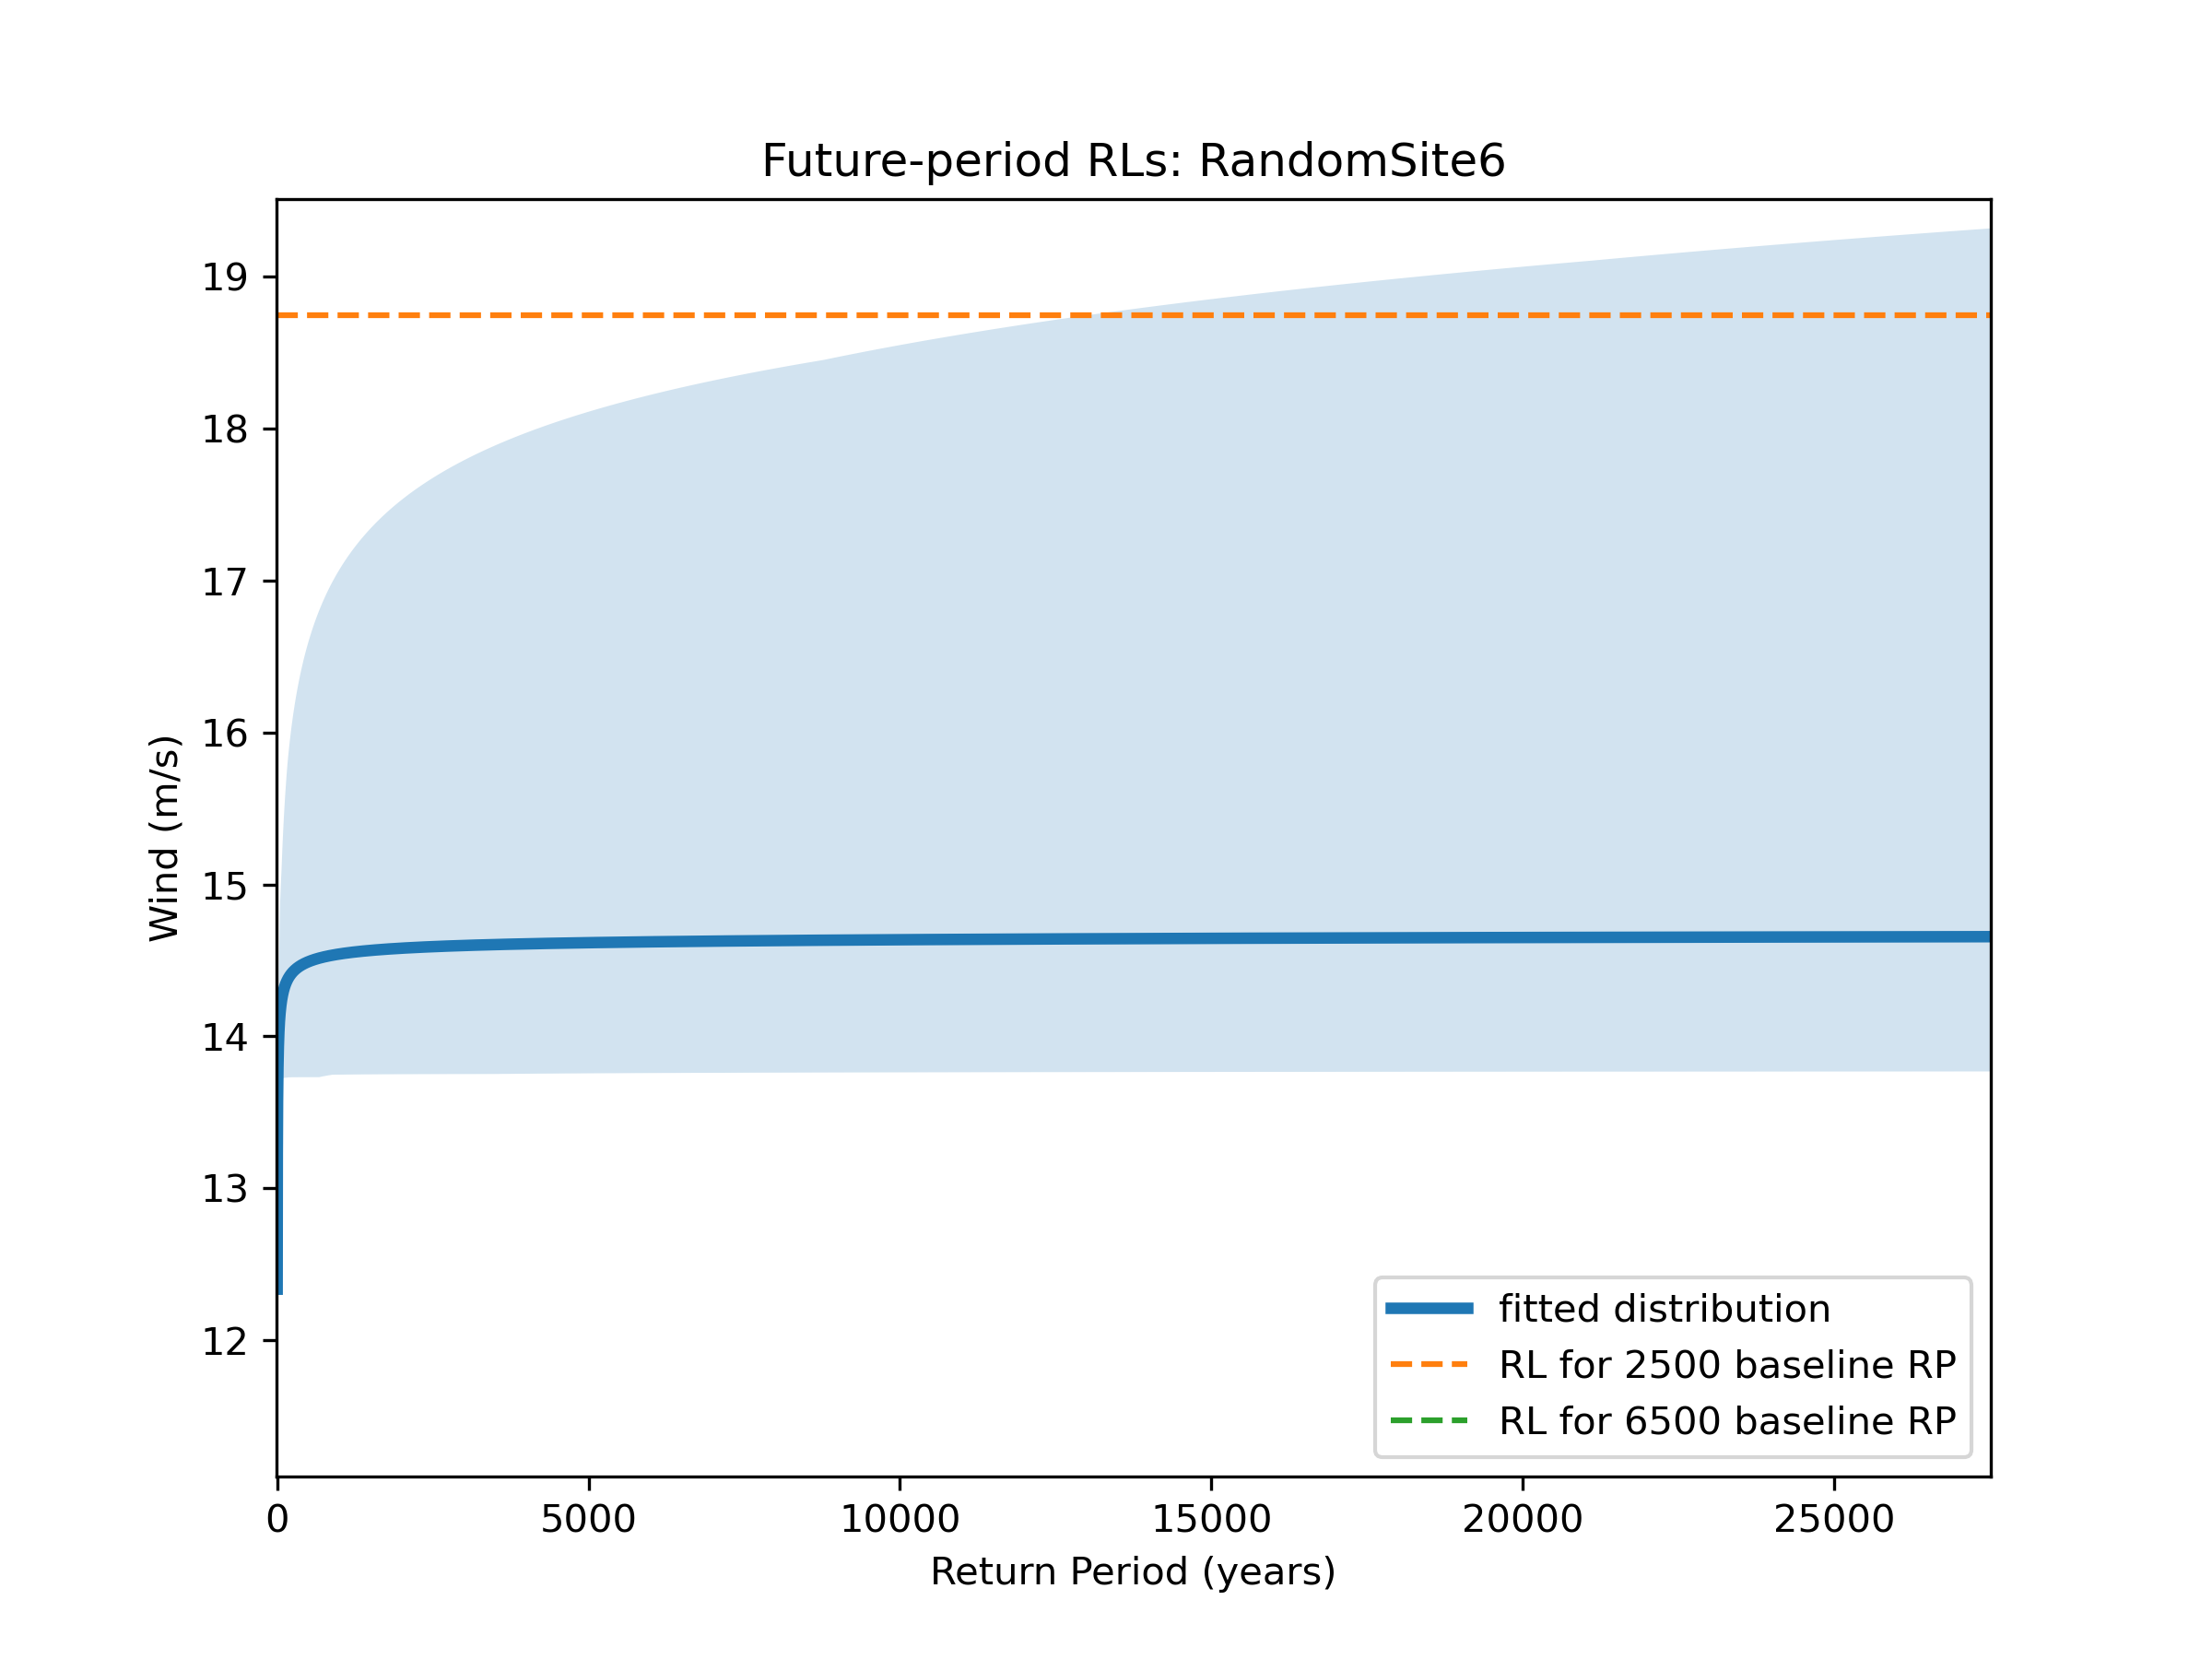 Future-period RLs: RandomSite6
19
18
17
16
15
14
13
12
Wind (m/s)
fitted distribution
RL for 2500 baseline RP
RL for 6500 baseline RP
0 5000 10000 15000 20000 25000
Return Period (years)